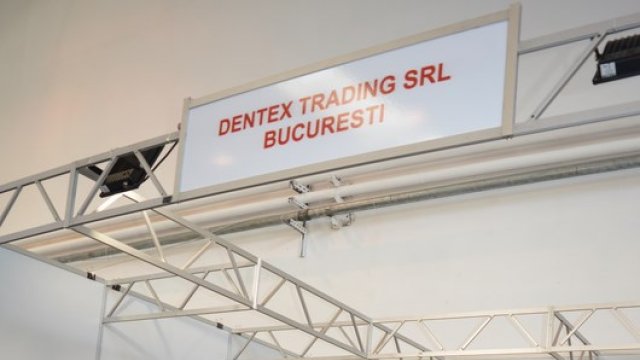 DENTEX TRADING SRL
BUCURESTI